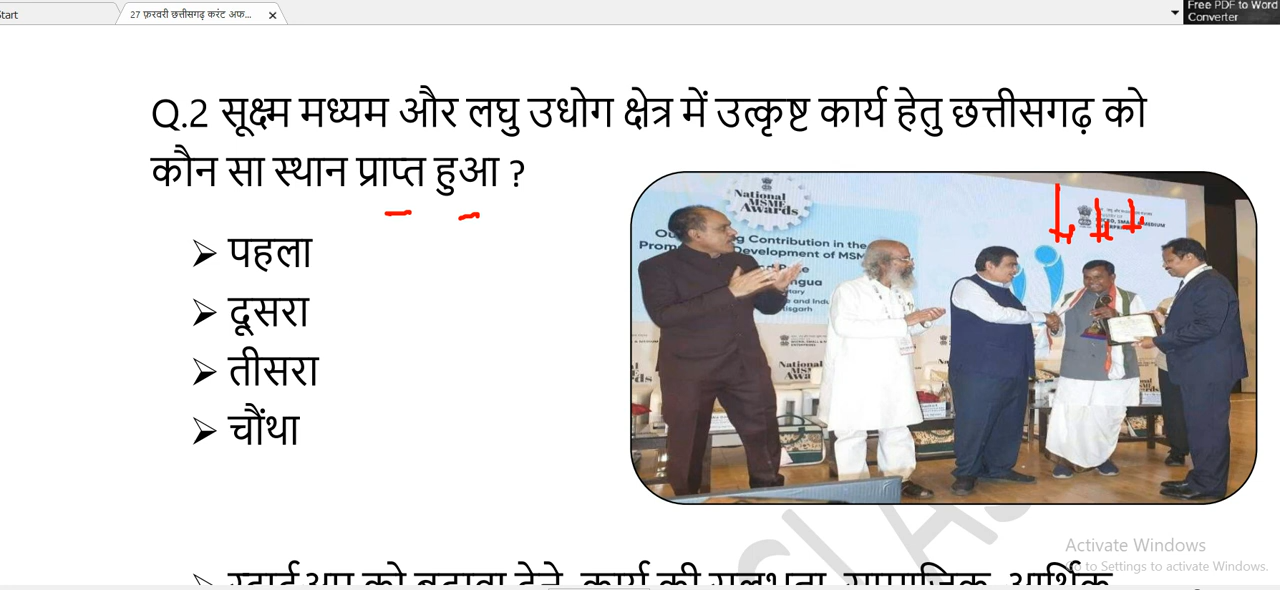 Start
27 फ़रवरी छत्तीसगढ़ करंट अफ...
Free PDF to Word
Converter
Q.2 सूक्ष्म मध्यम और लघु उधोग क्षेत्र में उत्कृष्ट कार्य हेतु छत्तीसगढ़ को
कौन सा स्थान प्राप्त हुआ ?
पहला
दूसरा
तीसरा
चौंथा
National
MSME
Awards
Contribution in the
Development of MSM
National
Activate Windows
Go to Settings to activate Windows.